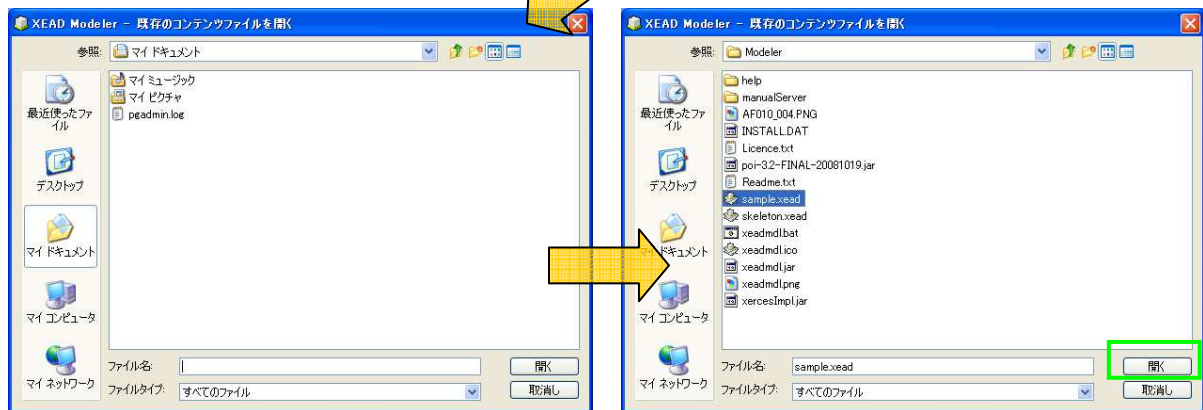 XEAD Modeler - 既存のコンテンツファイルを開く
参照:
マイ ドキュメント
最近使ったファ
イル
デスクトップ
マイ ドキュメント
マイ コンピュータ
マイ ネットワーク
マイ ミュージック
マイ ピクチャ
pgadmin.log
ファイル名:
開く
ファイルタイプ:
すべてのファイル
取消し
XEAD Modeler - 既存のコンテンツファイルを開く
参照:
Modeler
最近使ったファ
イル
デスクトップ
マイ ドキュメント
マイ コンピュータ
マイ ネットワーク
help
manualServer
AF010_004.PNG
INSTALL.DAT
Licence.txt
poi-3.2-FINAL-20081019.jar
Readme.txt
sample.xead
skeleton.xead
xeadmdl.bat
xeadmdl.ico
xeadmdl.jar
xeadmdl.png
xercesImpl.jar
ファイル名:
sample.xead
開く
ファイルタイプ:
すべてのファイル
取消し